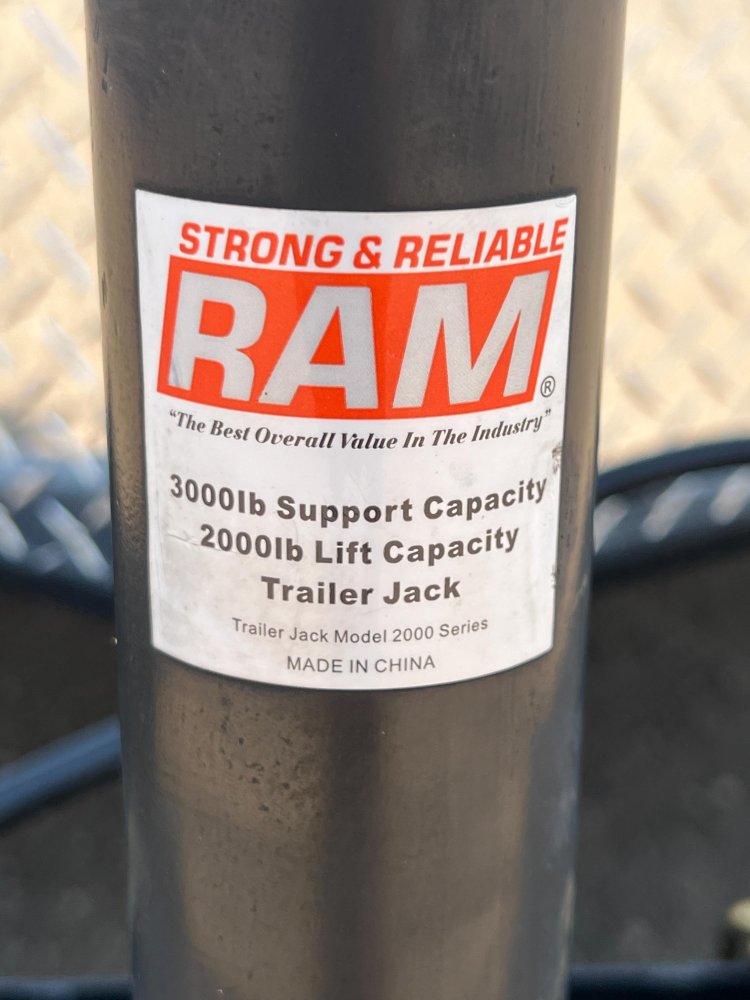 STRONG & RELIABLE
RAM®
“The Best Overall Value In The Industry”
3000lb Support Capacity
2000lb Lift Capacity
Trailer Jack
Trailer Jack Model 2000 Series
MADE IN CHINA